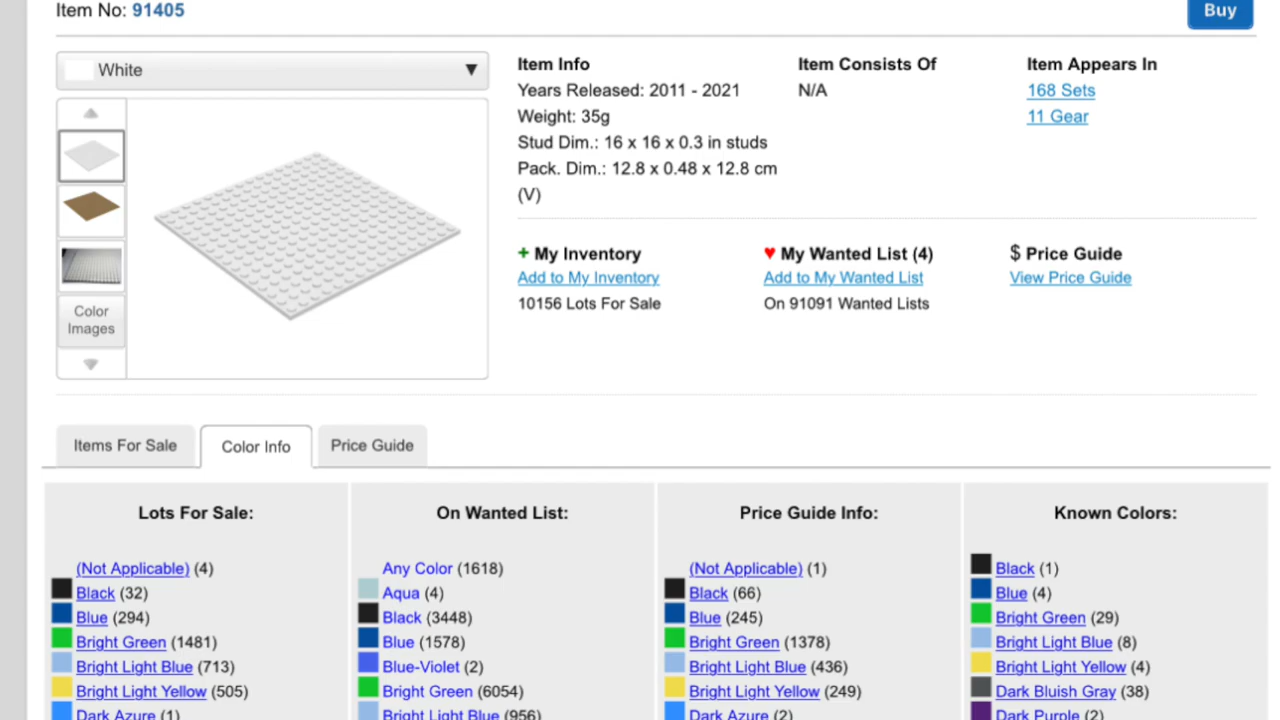 Item No: 91405
Buy
White
Item Info
Years Released: 2011 - 2021
Weight: 35g
Stud Dim.: 16 x 16 x 0.3 in studs
Pack. Dim.: 12.8 x 0.48 x 12.8 cm
(V)
Item Consists Of
N/A
Item Appears In
168 Sets
11 Gear
Color
Images
+ My Inventory
Add to My Inventory
10156 Lots For Sale
♥ My Wanted List (4)
Add to My Wanted List
On 91091 Wanted Lists
$ Price Guide
View Price Guide
Items For Sale
Color Info
Price Guide
Lots For Sale:
(Not Applicable) (4)
Black (32)
Blue (294)
Bright Green (1481)
Bright Light Blue (713)
Bright Light Yellow (505)
Dark Azure (1)
On Wanted List:
Any Color (1618)
Aqua (4)
Black (3448)
Blue (1578)
Blue-Violet (2)
Bright Green (6054)
Bright Light Blue (956)
Price Guide Info:
(Not Applicable) (1)
Black (66)
Blue (245)
Bright Green (1378)
Bright Light Blue (436)
Bright Light Yellow (249)
Dark Azure (2)
Known Colors:
Black (1)
Blue (4)
Bright Green (29)
Bright Light Blue (8)
Bright Light Yellow (4)
Dark Bluish Gray (38)
Dark Purple (2)